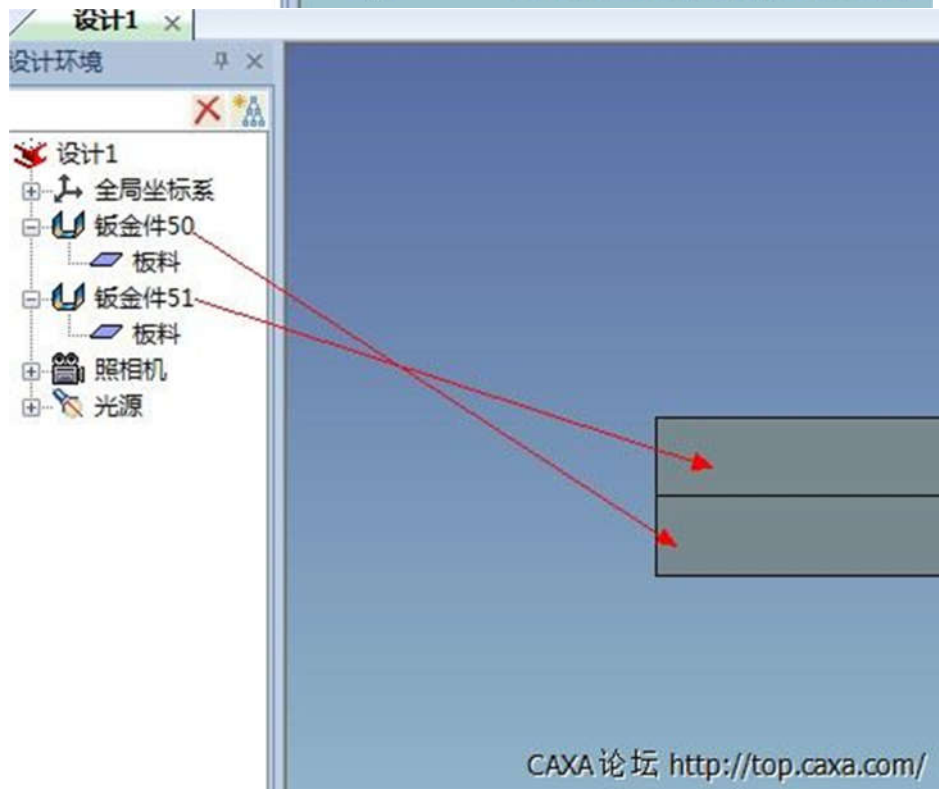 设计1
设计环境
设计1
全局坐标系
钣金件50
板料
钣金件51
板料
照相机
光源
CAXA论坛 http://top.caxa.com/